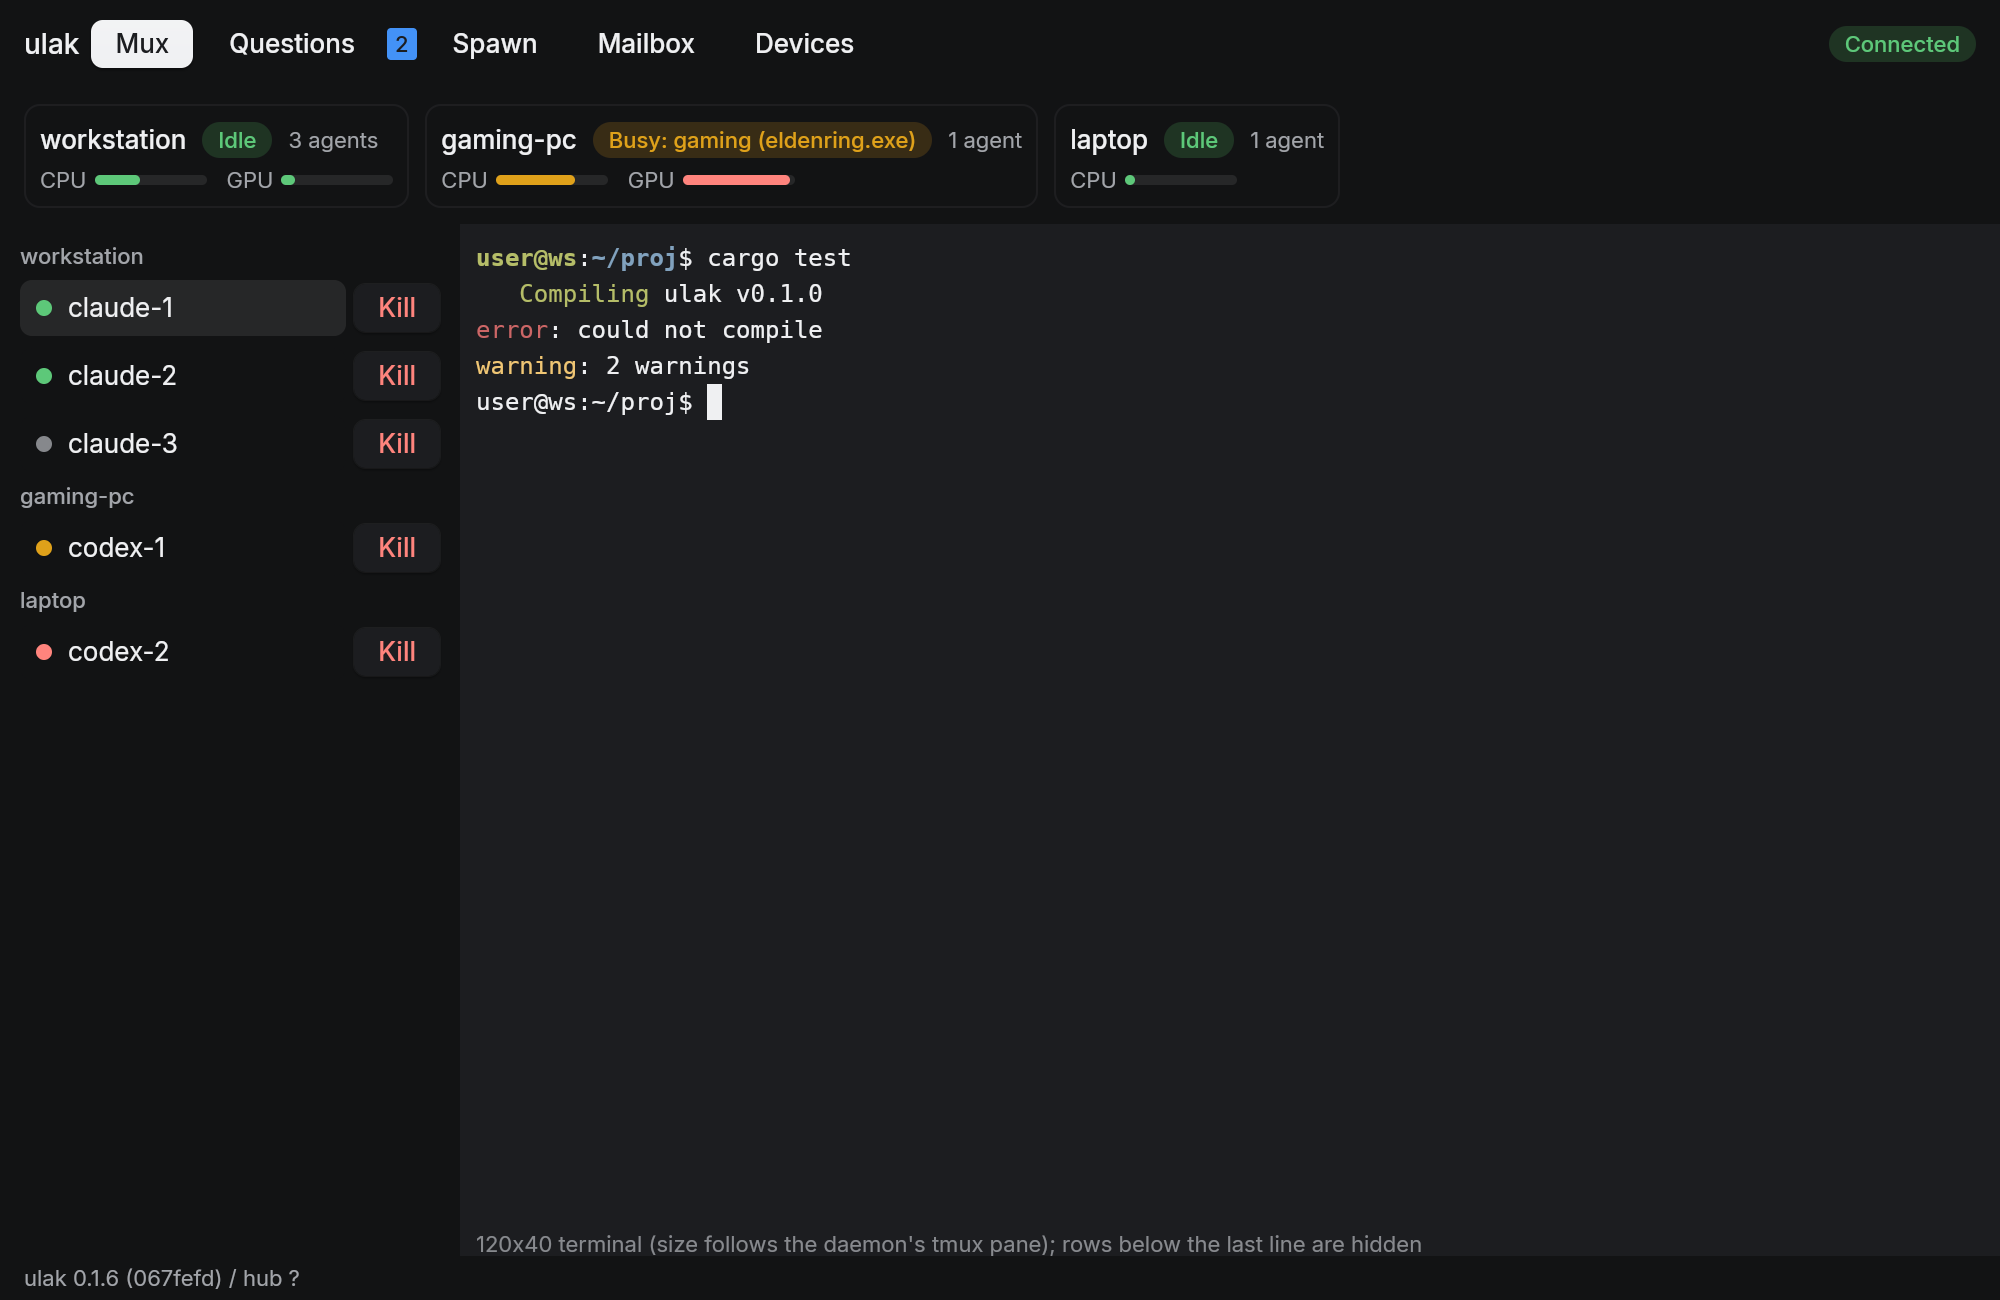 ulak Mux Questions 2 Spawn Mailbox Devices Connected
workstation Idle 3 agents
CPU GPU
gaming-pc Busy: gaming (eldenring.exe) 1 agent
CPU GPU
laptop Idle 1 agent
CPU
workstation
claude-1 Kill
claude-2 Kill
claude-3 Kill
gaming-pc
codex-1 Kill
laptop
codex-2 Kill
user@ws:~/proj$ cargo test
   Compiling ulak v0.1.0
error: could not compile
warning: 2 warnings
user@ws:~/proj$
120x40 terminal (size follows the daemon's tmux pane); rows below the last line are hidden
ulak 0.1.6 (067fefd) / hub ?